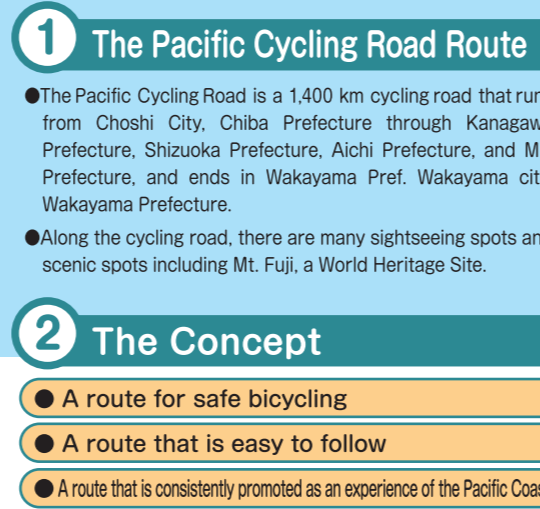 1 The Pacific Cycling Road Route
●The Pacific Cycling Road is a 1,400 km cycling road that run
from Choshi City, Chiba Prefecture through Kanagaw
Prefecture, Shizuoka Prefecture, Aichi Prefecture, and M
Prefecture, and ends in Wakayama Pref. Wakayama cit
Wakayama Prefecture.
●Along the cycling road, there are many sightseeing spots an
scenic spots including Mt. Fuji, a World Heritage Site.
2 The Concept
● A route for safe bicycling
● A route that is easy to follow
● A route that is consistently promoted as an experience of the Pacific Coas